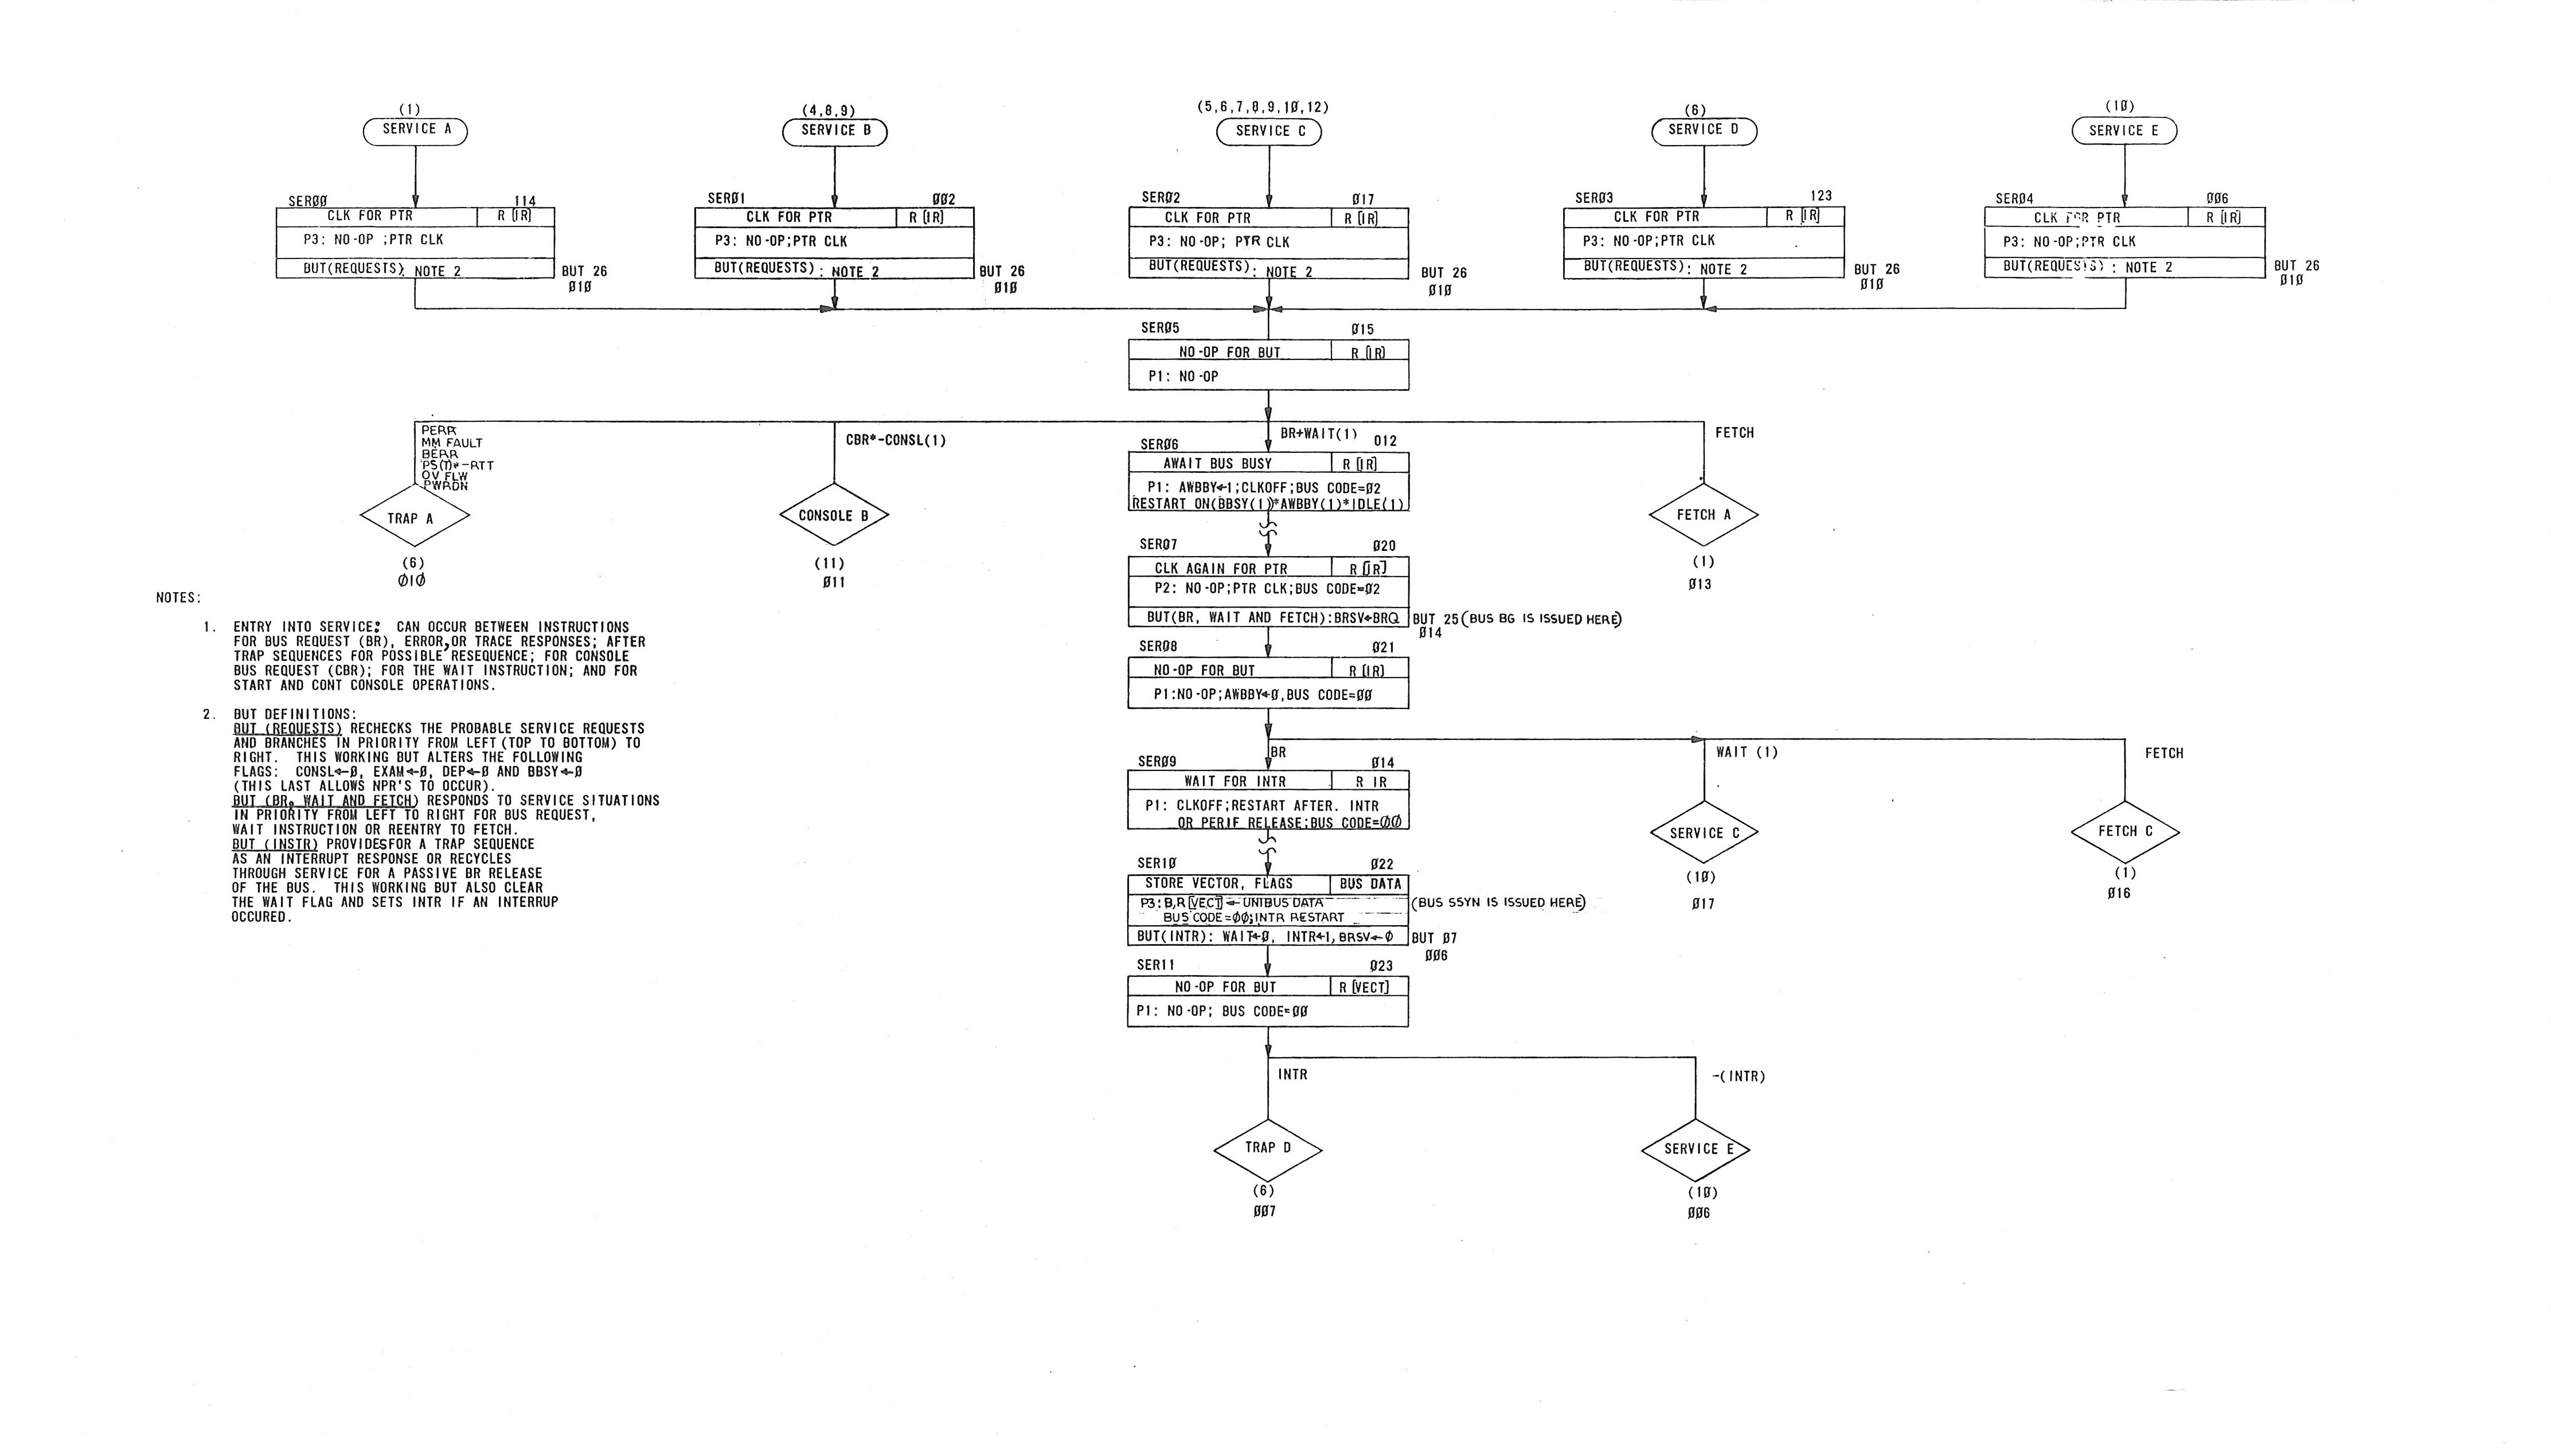 (1)
SERVICE A
(4,8,9)
SERVICE B
(5,6,7,8,9,1Ø,12)
SERVICE C
(6)
SERVICE D
(1Ø)
SERVICE E
SERØØ 114
CLK FOR PTR R [IR]
P3: NO-OP ;PTR CLK
BUT(REQUESTS): NOTE 2
BUT 26
Ø1Ø
SERØ1 ØØ2
CLK FOR PTR R [IR]
P3: NO-OP;PTR CLK
BUT(REQUESTS): NOTE 2
BUT 26
Ø1Ø
SERØ2 Ø17
CLK FOR PTR R [IR]
P3: NO-OP; PTR CLK
BUT(REQUESTS): NOTE 2
BUT 26
Ø1Ø
SERØ3 123
CLK FOR PTR R [IR]
P3: NO-OP;PTR CLK
BUT(REQUESTS): NOTE 2
BUT 26
Ø1Ø
SERØ4 ØØ6
CLK FOR PTR R [IR]
P3: NO-OP;PTR CLK
BUT(REQUESTS): NOTE 2
BUT 26
Ø1Ø
SERØ5 Ø15
NO-OP FOR BUT R [IR]
P1: NO-OP
PERR
MM FAULT
BERR
PS(T)*-RTT
OV FLW
PWRDN
TRAP A
(6)
Ø1Ø
CBR*-CONSL(1)
CONSOLE B
(11)
Ø11
BR+WAIT(1)
SERØ6 Ø12
AWAIT BUS BUSY R [IR]
P1: AWBBY←1;CLKOFF;BUS CODE=Ø2
RESTART ON(BBSY(1)*AWBBY(1)*IDLE(1)
FETCH
FETCH A
(1)
Ø13
SERØ7 Ø2Ø
CLK AGAIN FOR PTR R [IR]
P2: NO-OP;PTR CLK;BUS CODE=Ø2
BUT(BR, WAIT AND FETCH):BRSV←BRQ
BUT 25(BUS BG IS ISSUED HERE)
Ø14
SERØ8 Ø21
NO-OP FOR BUT R [IR]
P1:NO-OP;AWBBY←Ø,BUS CODE=ØØ
BR
SERØ9 Ø14
WAIT FOR INTR R IR
P1: CLKOFF;RESTART AFTER. INTR
OR PERIF RELEASE;BUS CODE=ØØ
WAIT (1)
SERVICE C
(1Ø)
Ø17
FETCH
FETCH C
(1)
Ø16
SER1Ø Ø22
STORE VECTOR, FLAGS BUS DATA
P3:B,R[VECT]← UNIBUS DATA
BUS CODE=ØØ;INTR RESTART
(BUS SSYN IS ISSUED HERE)
BUT(INTR): WAIT←Ø, INTR←1,BRSV←Ø
BUT Ø7
ØØ6
SER11 Ø23
NO-OP FOR BUT R [VECT]
P1: NO-OP; BUS CODE=ØØ
INTR
TRAP D
(6)
ØØ7
-(INTR)
SERVICE E
(1Ø)
ØØ6
NOTES:
1. ENTRY INTO SERVICE: CAN OCCUR BETWEEN INSTRUCTIONS
FOR BUS REQUEST (BR), ERROR,OR TRACE RESPONSES; AFTER
TRAP SEQUENCES FOR POSSIBLE RESEQUENCE; FOR CONSOLE
BUS REQUEST (CBR); FOR THE WAIT INSTRUCTION; AND FOR
START AND CONT CONSOLE OPERATIONS.
2. BUT DEFINITIONS:
BUT (REQUESTS) RECHECKS THE PROBABLE SERVICE REQUESTS
AND BRANCHES IN PRIORITY FROM LEFT (TOP TO BOTTOM) TO
RIGHT. THIS WORKING BUT ALTERS THE FOLLOWING
FLAGS: CONSL←Ø, EXAM←Ø, DEP←Ø AND BBSY←Ø
(THIS LAST ALLOWS NPR'S TO OCCUR).
BUT (BR, WAIT AND FETCH) RESPONDS TO SERVICE SITUATIONS
IN PRIORITY FROM LEFT TO RIGHT FOR BUS REQUEST,
WAIT INSTRUCTION OR REENTRY TO FETCH.
BUT (INSTR) PROVIDESFOR A TRAP SEQUENCE
AS AN INTERRUPT RESPONSE OR RECYCLES
THROUGH SERVICE FOR A PASSIVE BR RELEASE
OF THE BUS. THIS WORKING BUT ALSO CLEAR
THE WAIT FLAG AND SETS INTR IF AN INTERRUP
OCCURED.